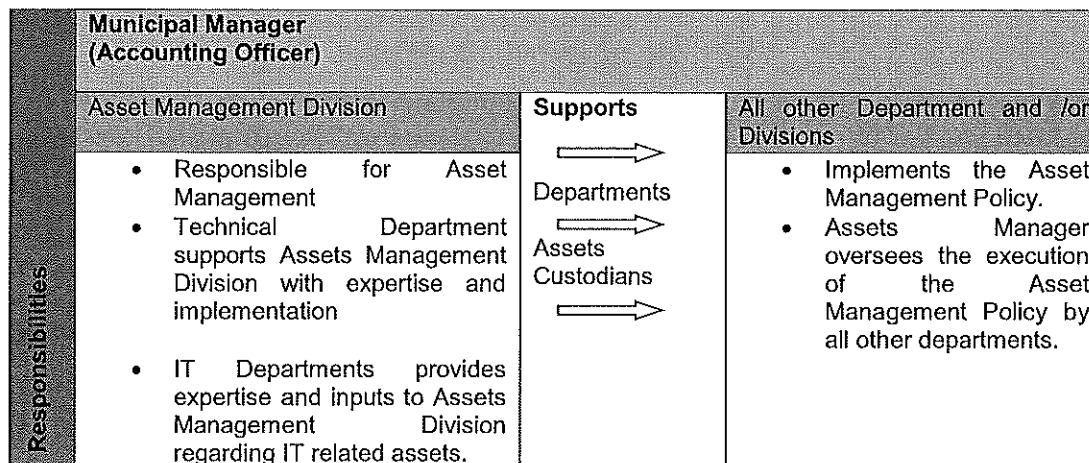 Municipal Manager
(Accounting Officer)
Asset Management Division
Supports
All other Department and /or
Divisions
• Responsible for Asset
Management
• Technical Department
supports Assets Management
Division with expertise and
implementation
• IT Departments provides
expertise and inputs to Assets
Management Division
regarding IT related assets.
Departments
Assets
Custodians
• Implements the Asset
Management Policy.
• Assets Manager
oversees the execution
of the Asset
Management Policy by
all other departments.
Responsibilities